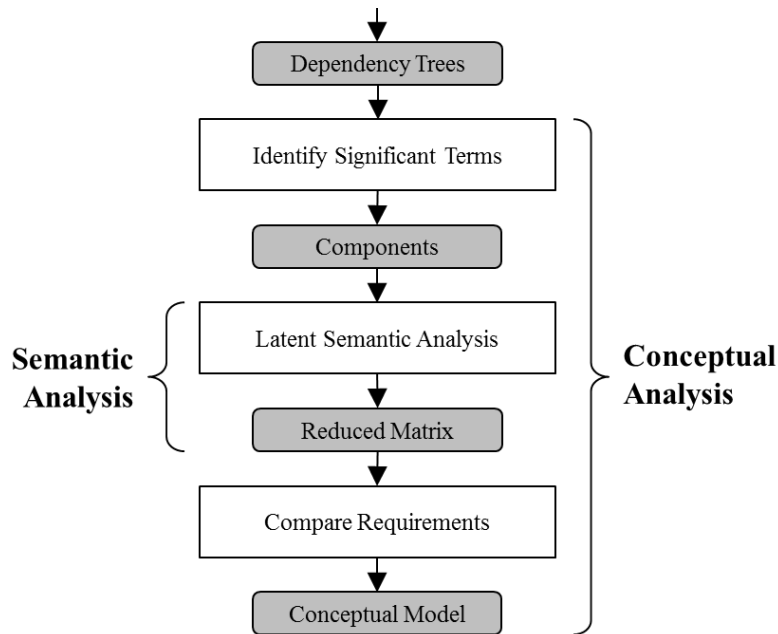 Dependency Trees
Identify Significant Terms
Components
Latent Semantic Analysis
Semantic
Analysis
Conceptual
Analysis
Reduced Matrix
Compare Requirements
Conceptual Model